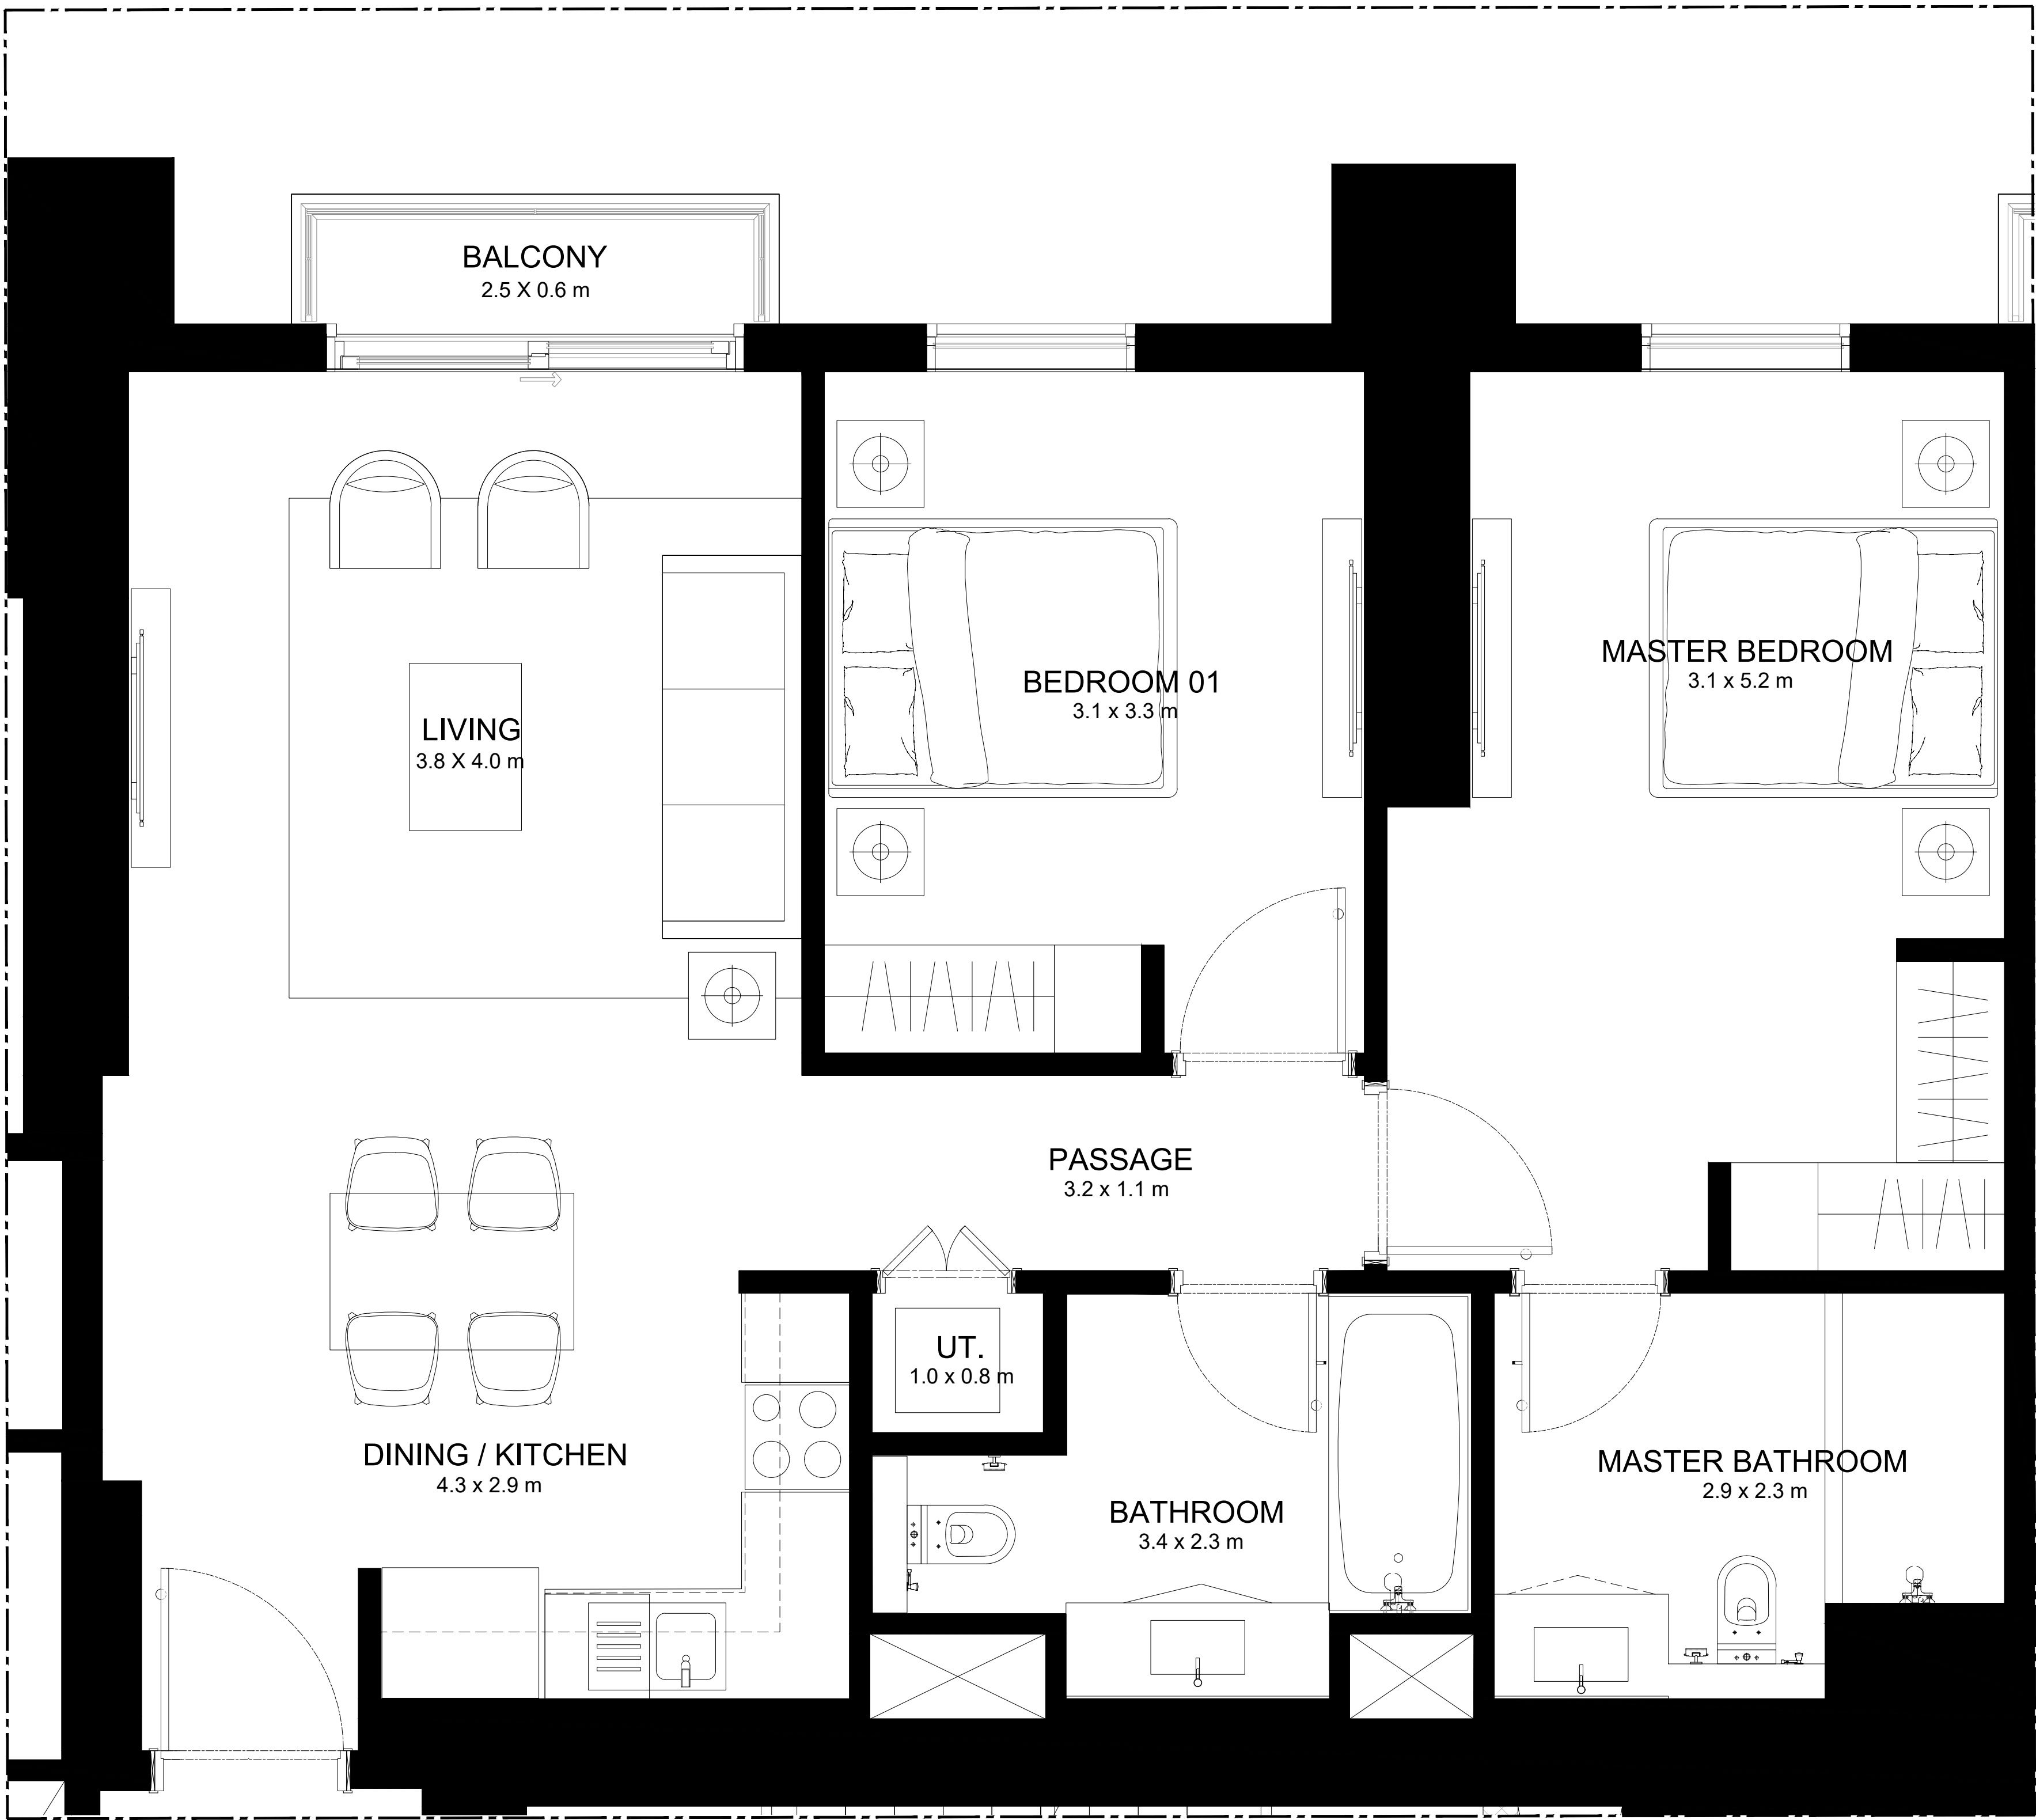 BALCONY
2.5 X 0.6 m
LIVING
3.8 X 4.0 m
BEDROOM 01
3.1 x 3.3 m
MASTER BEDROOM
3.1 x 5.2 m
PASSAGE
3.2 x 1.1 m
UT.
1.0 x 0.8 m
DINING / KITCHEN
4.3 x 2.9 m
BATHROOM
3.4 x 2.3 m
MASTER BATHROOM
2.9 x 2.3 m